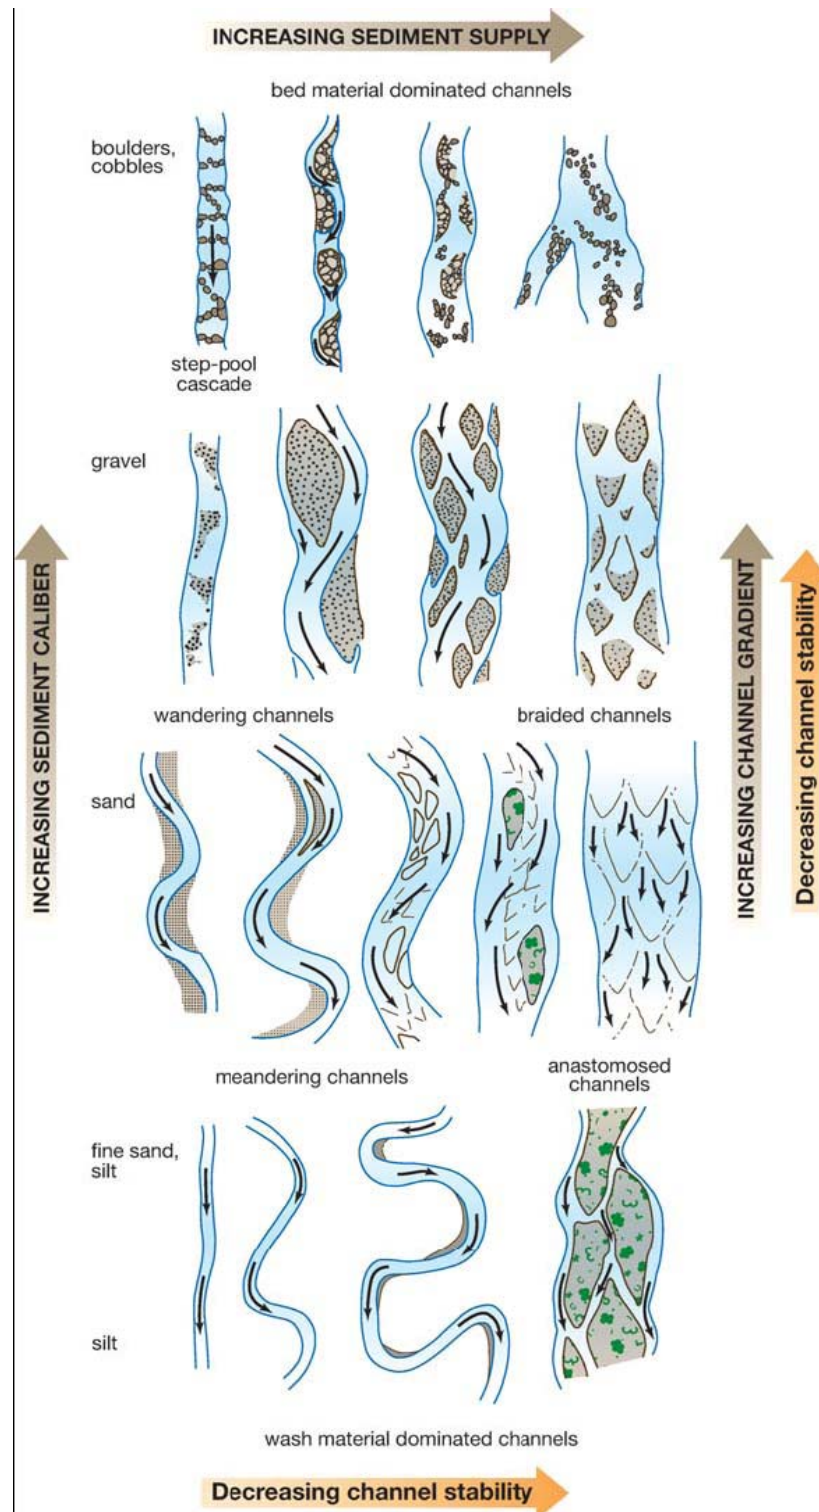 INCREASING SEDIMENT SUPPLY
bed material dominated channels
boulders,
cobbles
step-pool
cascade
gravel
INCREASING SEDIMENT CALIBER
INCREASING CHANNEL GRADIENT
Decreasing channel stability
wandering channels
braided channels
sand
meandering channels
anastomosed
channels
fine sand,
silt
silt
wash material dominated channels
Decreasing channel stability